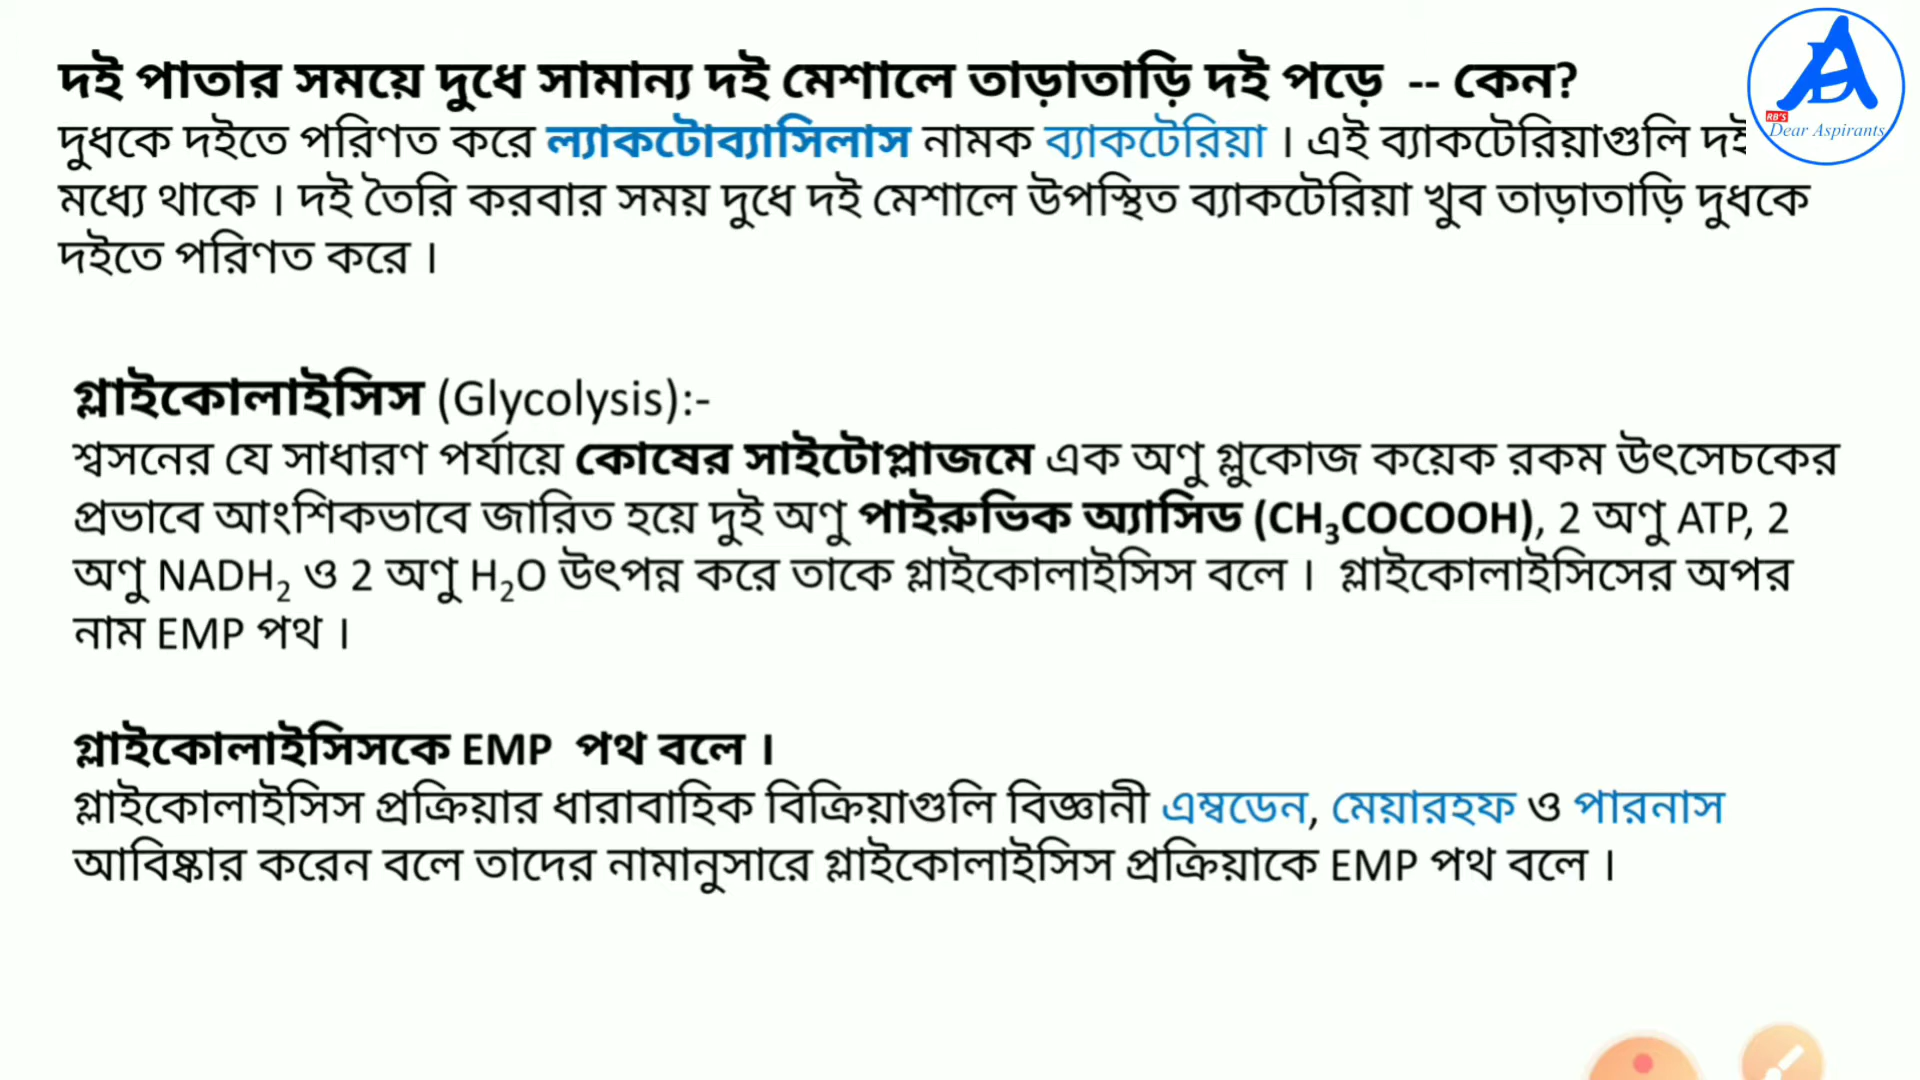 দই পাতার সময়ে দুধে সামান্য দই মেশালে তাড়াতাড়ি দই পড়ে -- কেন?
দুধকে দইতে পরিণত করে ল্যাকটোব্যাসিলাস নামক ব্যাকটেরিয়া । এই ব্যাকটেরিয়াগুলি
মধ্যে থাকে । দই তৈরি করবার সময় দুধে দই মেশালে উপস্থিত ব্যাকটেরিয়া খুব তাড়াতাড়ি দুধকে
দইতে পরিণত করে ।
RB'S
Dear Aspirants
গ্লাইকোলাইসিস (Glycolysis):-
শ্বসনের যে সাধারণ পর্যায়ে কোষের সাইটোপ্লাজমে এক অণু গ্লুকোজ কয়েক রকম উৎসেচকের
প্রভাবে আংশিকভাবে জারিত হয়ে দুই অণু পাইরুভিক অ্যাসিড (CH₃COCOOH), 2 অণু ATP, 2
অণু NADH₂ ও 2 অণু H₂O উৎপন্ন করে তাকে গ্লাইকোলাইসিস বলে । গ্লাইকোলাইসিসের অপর
নাম EMP পথ ।
গ্লাইকোলাইসিসকে EMP পথ বলে ।
গ্লাইকোলাইসিস প্রক্রিয়ার ধারাবাহিক বিক্রিয়াগুলি বিজ্ঞানী এম্বডেন, মেয়ারহফ ও পারনাস
আবিষ্কার করেন বলে তাদের নামানুসারে গ্লাইকোলাইসিস প্রক্রিয়াকে EMP পথ বলে ।